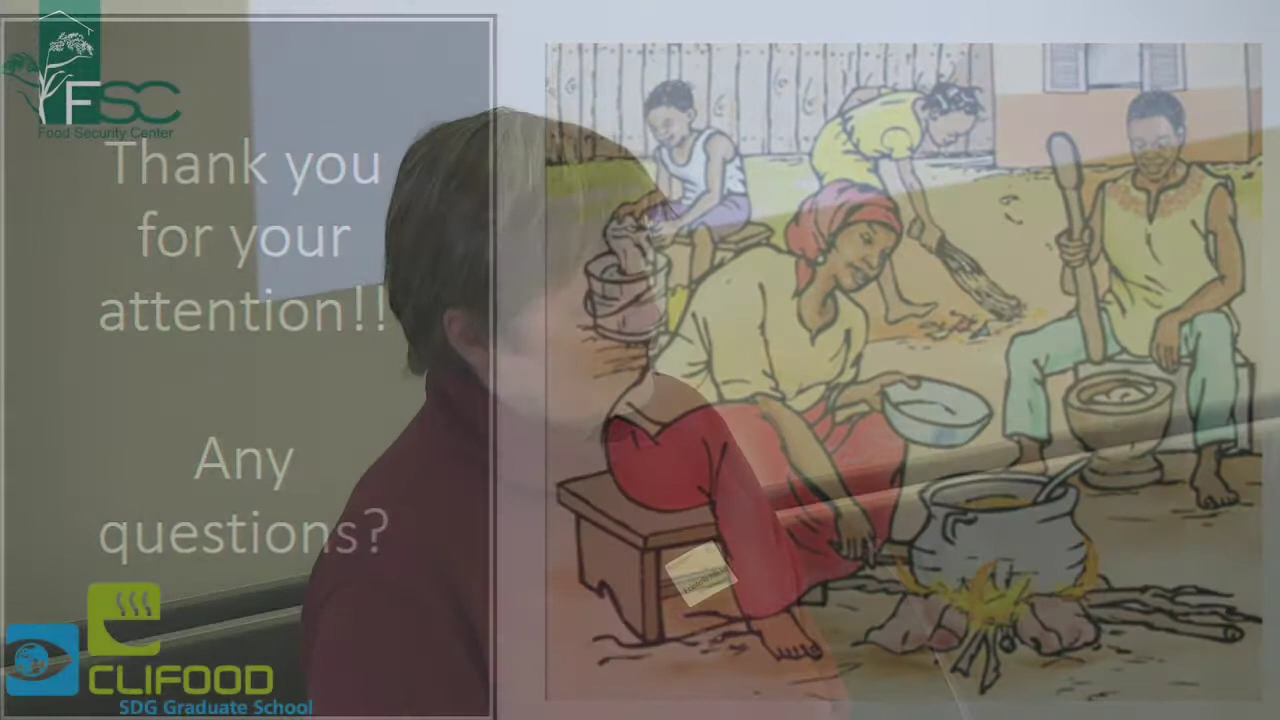 FSC
Food Security Center
Thank you
for your
attention!!
Any
questions?
CLIFOOD
SDG Graduate School